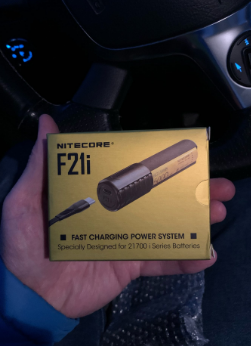 NITECORE
F21i
FAST CHARGING POWER SYSTEM
Specially Designed for 21700 i Series Batteries